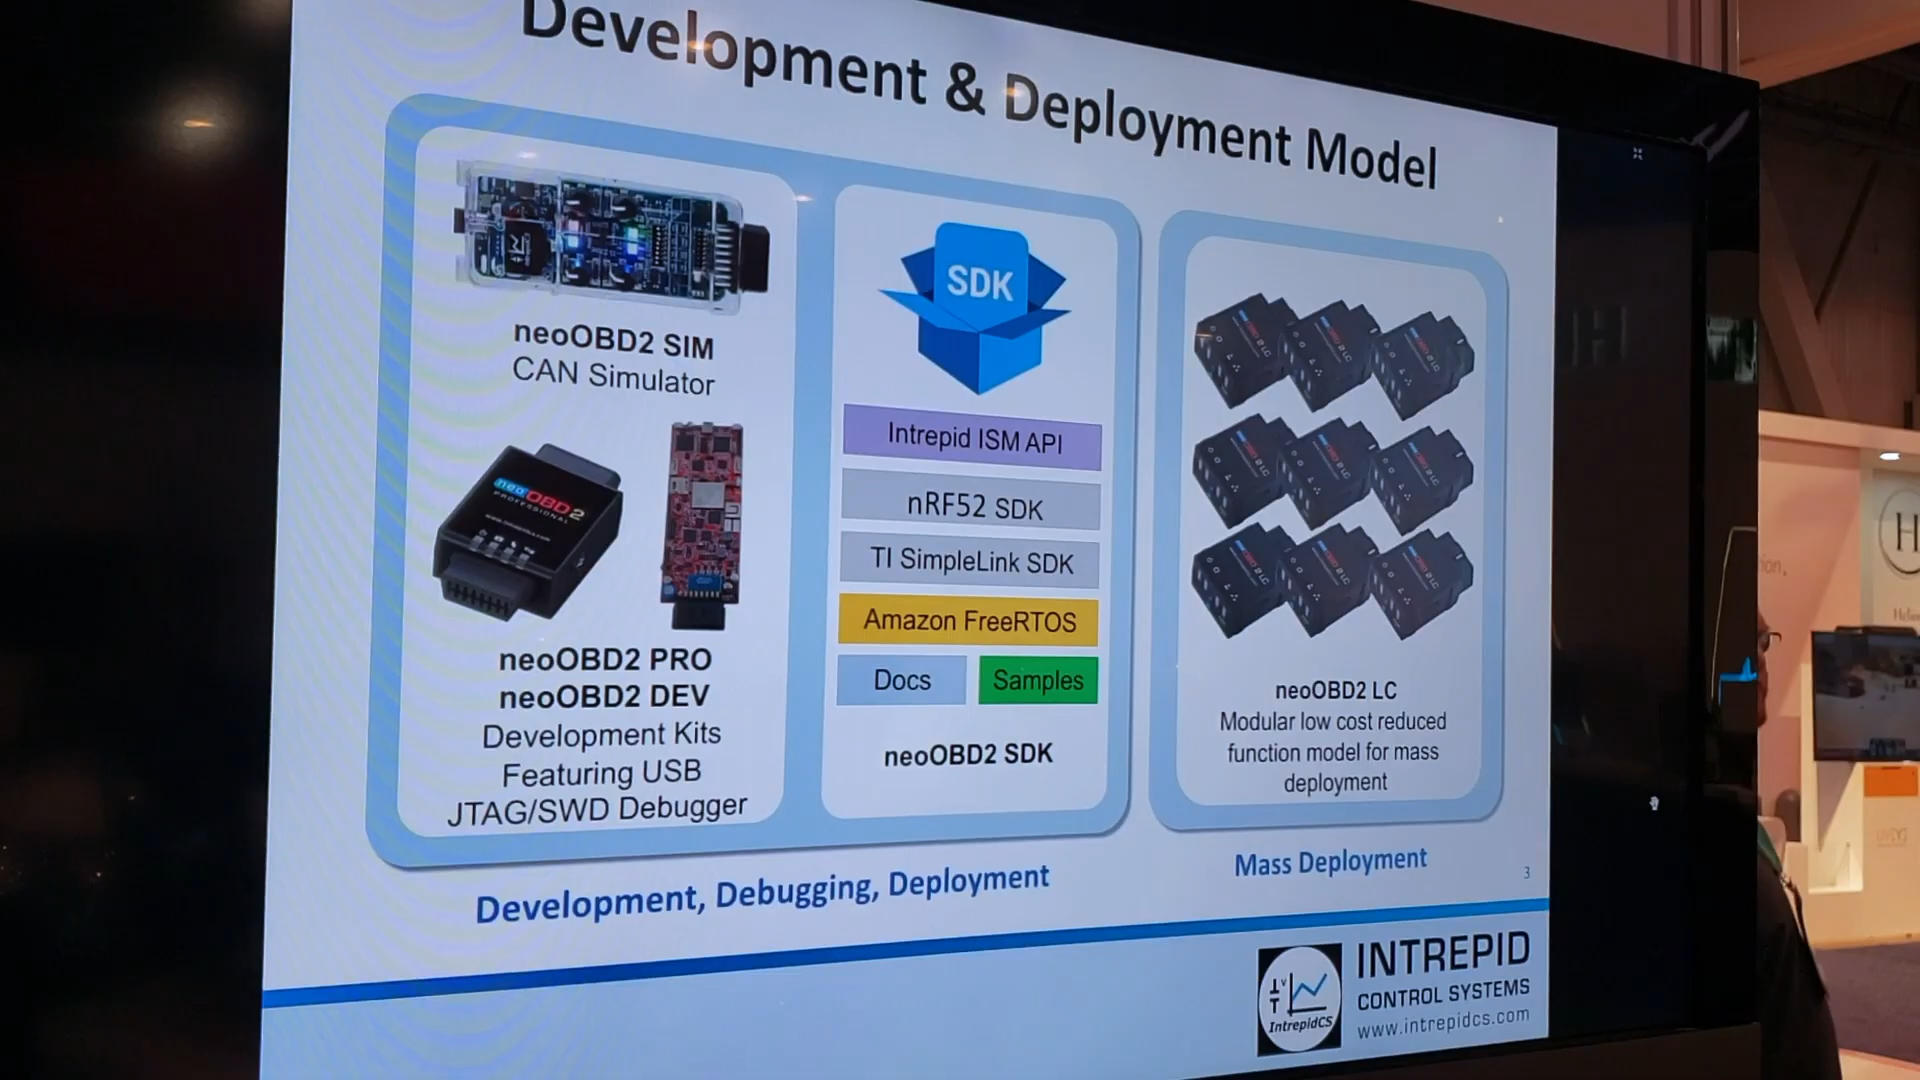 Development & Deployment Model
neoOBD2 SIM
CAN Simulator
neoOBD2
PROFESSIONAL
neoOBD2 PRO
neoOBD2 DEV
Development Kits
Featuring USB
JTAG/SWD Debugger
SDK
Intrepid ISM API
nRF52 SDK
TI SimpleLink SDK
Amazon FreeRTOS
Docs
Samples
neoOBD2 SDK
neoOBD2 LC
Modular low cost reduced
function model for mass
deployment
Development, Debugging, Deployment
Mass Deployment
3
IntrepidCS
INTREPID
CONTROL SYSTEMS
www.intrepidcs.com
H